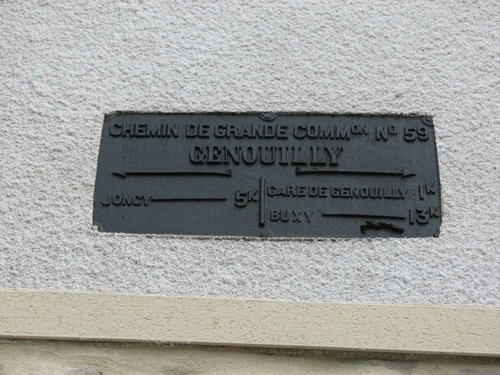 CHEMIN DE GRANDE COMMON No 59
GENOUILLY
JONCY 5K
GARE DE GENOUILLY 1K
BUXY 13K